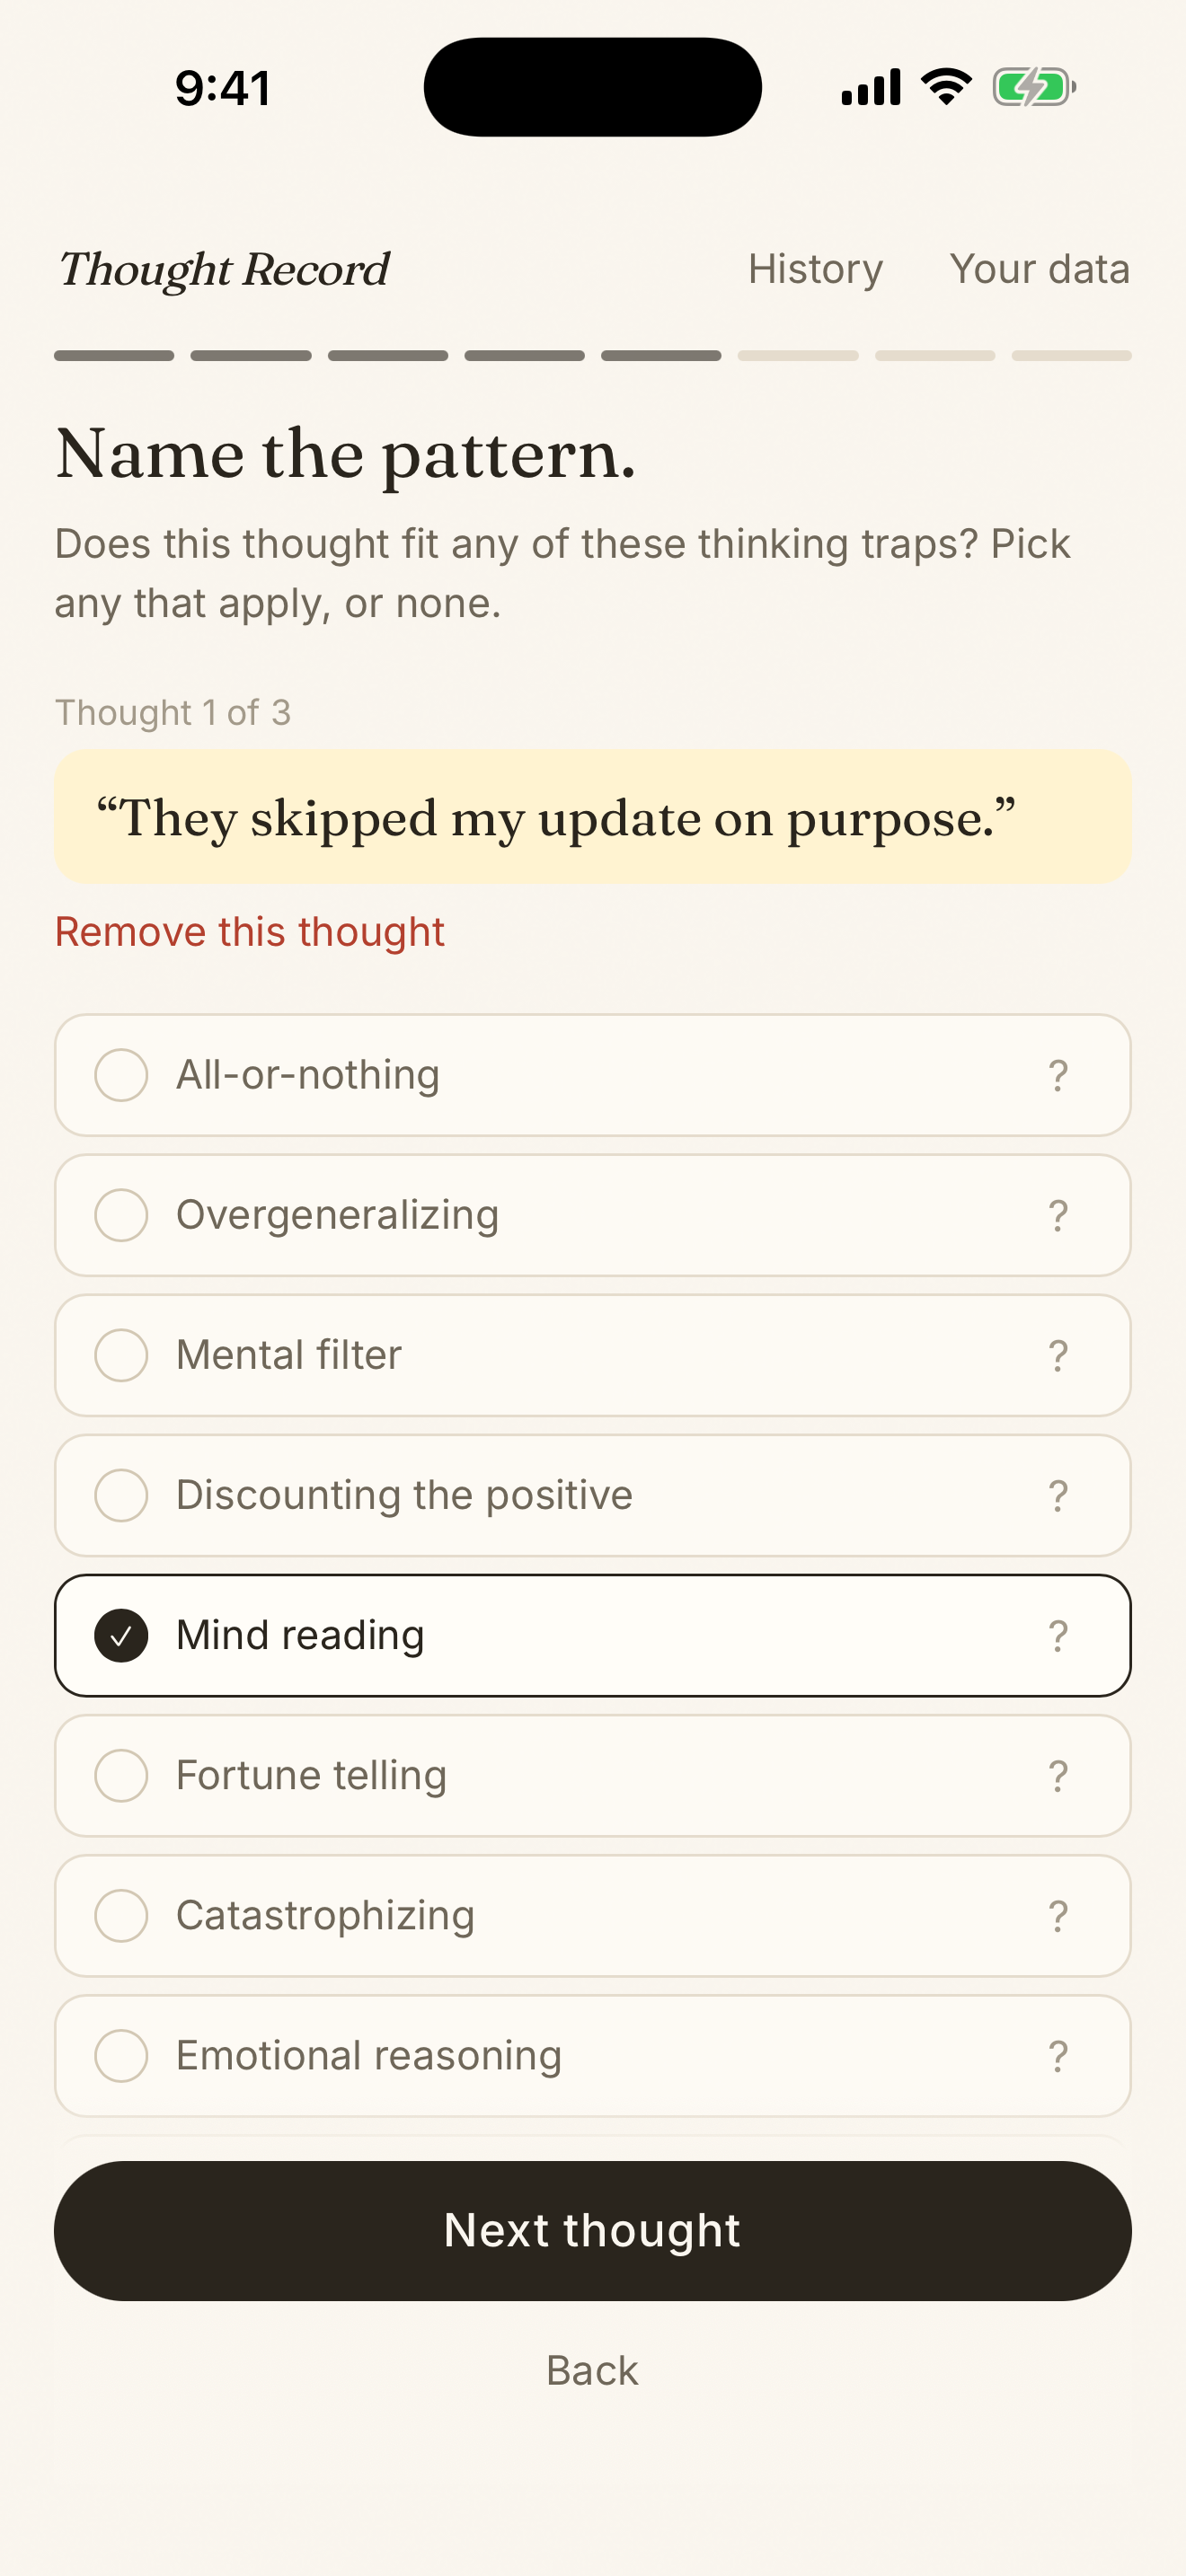 9:41
Thought Record
History
Your data
Name the pattern.
Does this thought fit any of these thinking traps? Pick
any that apply, or none.
Thought 1 of 3
“They skipped my update on purpose.”
Remove this thought
All-or-nothing ?
Overgeneralizing ?
Mental filter ?
Discounting the positive ?
Mind reading ?
Fortune telling ?
Catastrophizing ?
Emotional reasoning ?
Next thought
Back